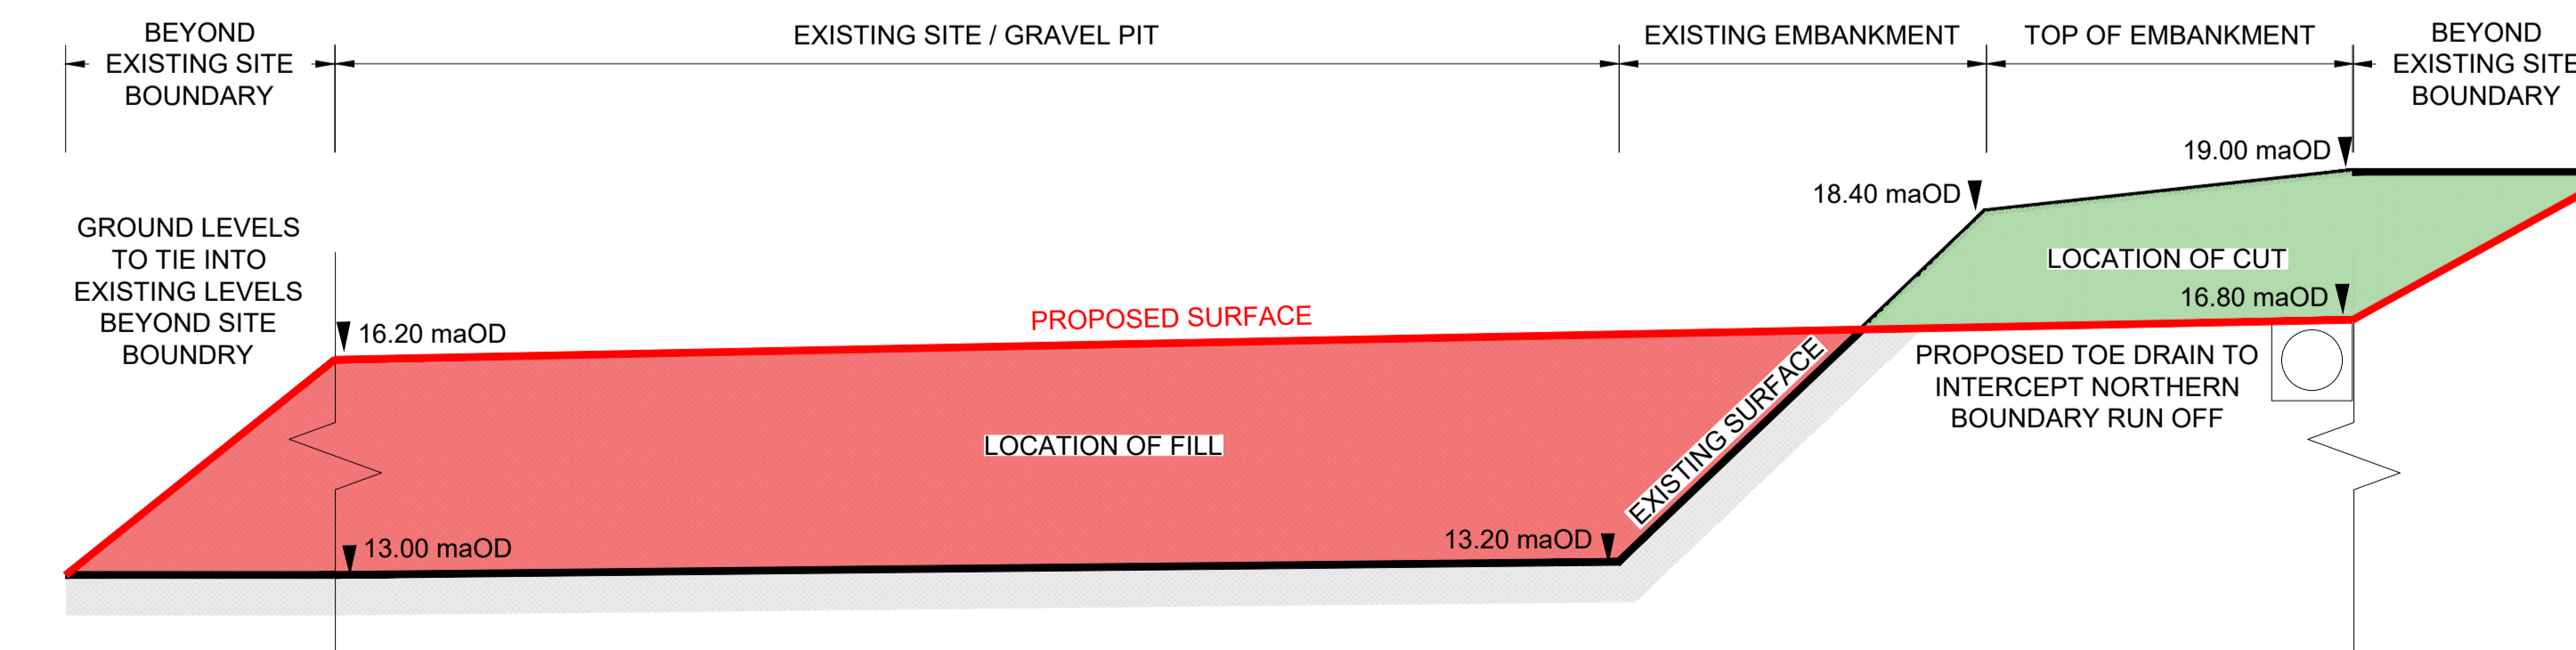 BEYOND
EXISTING SITE
BOUNDARY
EXISTING SITE / GRAVEL PIT
EXISTING EMBANKMENT
TOP OF EMBANKMENT
BEYOND
EXISTING SITE
BOUNDARY
19.00 maOD
18.40 maOD
GROUND LEVELS
TO TIE INTO
EXISTING LEVELS
BEYOND SITE
BOUNDRY
16.20 maOD
PROPOSED SURFACE
LOCATION OF CUT
16.80 maOD
PROPOSED TOE DRAIN TO
INTERCEPT NORTHERN
BOUNDARY RUN OFF
EXISTING SURFACE
LOCATION OF FILL
13.00 maOD
13.20 maOD